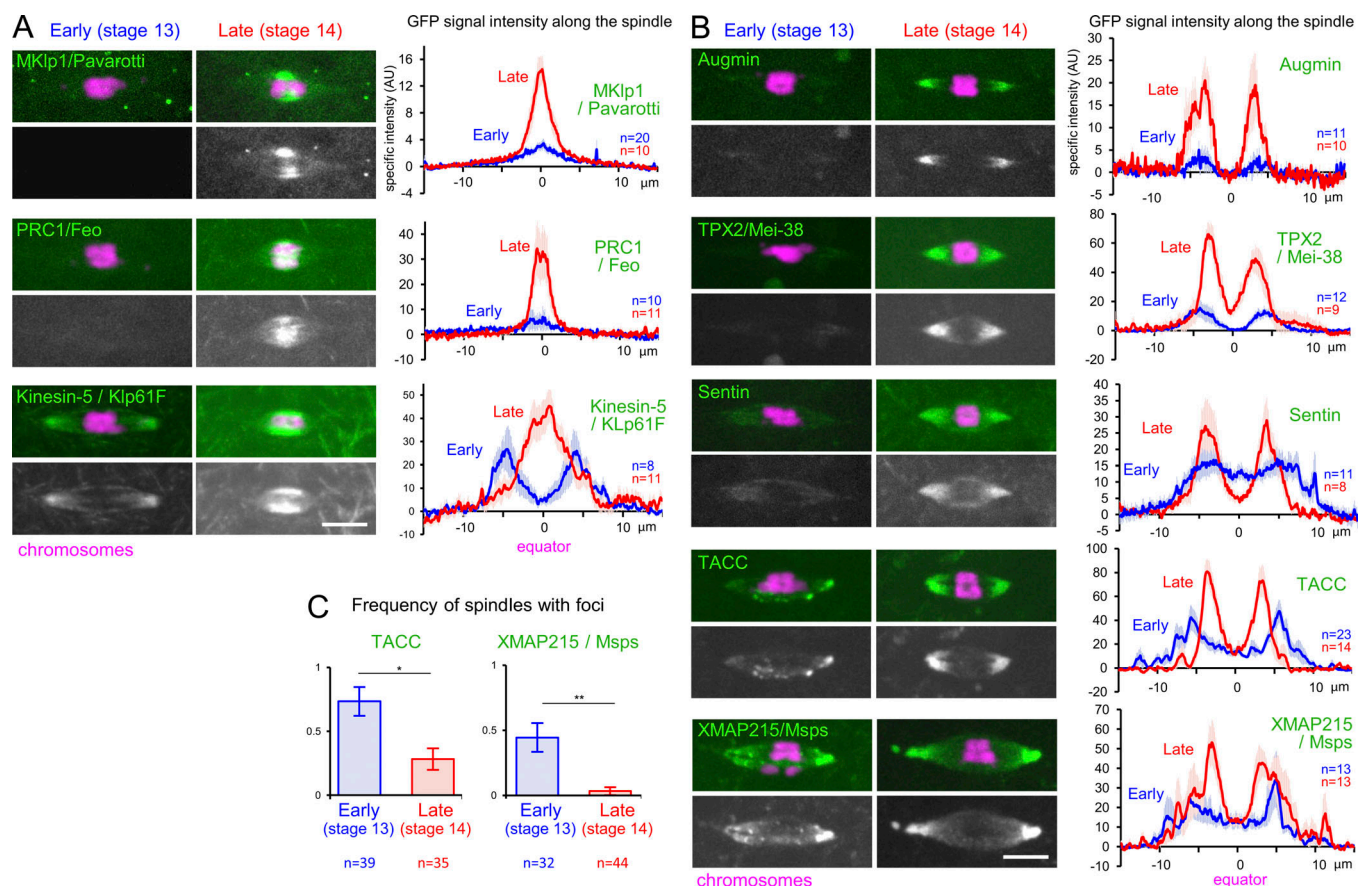 A
Early (stage 13)
Late (stage 14)
GFP signal intensity along the spindle
MKlp1/Pavarotti
specific intensity (AU)
16
12
8
4
0
-4
Late
Early
MKlp1
/ Pavarotti
n=20
n=10
-10
0
10
µm
PRC1/Feo
40
30
20
10
0
-10
Late
Early
PRC1
/ Feo
n=10
n=11
-10
0
10
µm
Kinesin-5 / Klp61F
50
40
30
20
10
0
-10
Late
Early
Kinesin-5
/ KLp61F
n=8
n=11
-10
0
10
µm
chromosomes
equator
B
Early (stage 13)
Late (stage 14)
GFP signal intensity along the spindle
Augmin
specific intensity (AU)
30
25
20
15
10
5
0
-5
Late
Early
Augmin
n=11
n=10
-10
0
10
µm
TPX2/Mei-38
80
60
40
20
0
-20
Late
Early
TPX2
/ Mei-38
n=12
n=9
-10
0
10
µm
Sentin
40
35
30
25
20
15
10
5
0
-5
Late
Early
Sentin
n=11
n=8
-10
0
10
µm
TACC
100
80
60
40
20
0
-20
Late
Early
TACC
n=23
n=14
-10
0
10
µm
XMAP215/Msps
70
60
50
40
30
20
10
0
-10
Late
Early
XMAP215
/ Msps
n=13
n=13
-10
0
10
µm
chromosomes
equator
C
Frequency of spindles with foci
TACC
1
0.5
0
*
Early
(stage 13)
Late
(stage 14)
n=39
n=35
XMAP215 / Msps
1
0.5
0
**
Early
(stage 13)
Late
(stage 14)
n=32
n=44